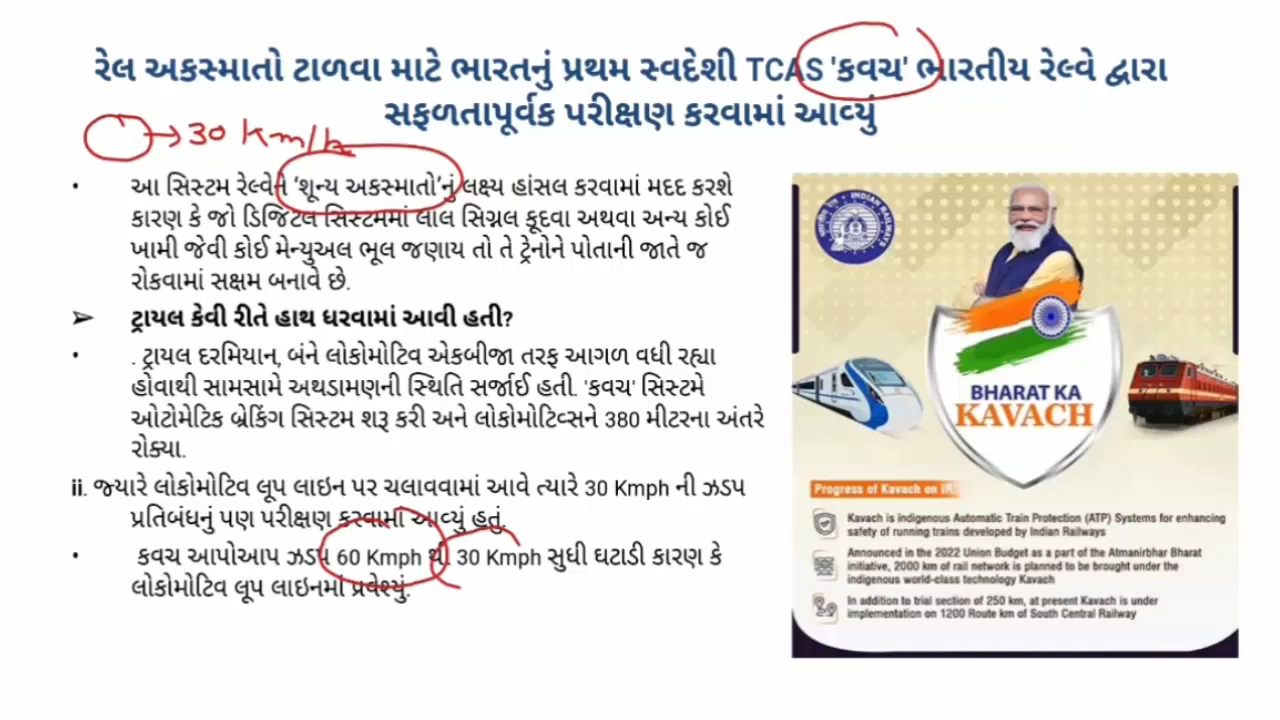 રેલ અકસ્માતો ટાળવા માટે ભારતનું પ્રથમ સ્વદેશી TCAS 'કવચ' ભારતીય રેલ્વે દ્વારા
સફળતાપૂર્વક પરીક્ષણ કરવામાં આવ્યું
→ 30 Km/h
• આ સિસ્ટમ રેલ્વેને 'શૂન્ય અકસ્માતો'નું લક્ષ્ય હાંસલ કરવામાં મદદ કરશે
કારણ કે જો ડિજિટલ સિસ્ટમમાં લાલ સિગ્નલ કૂદવા અથવા અન્ય કોઈ
ખામી જેવી કોઈ મેન્યુઅલ ભૂલ જણાય તો તે ટ્રેનોને પોતાની જાતે જ
રોકવામાં સક્ષમ બનાવે છે.
➢ ટ્રાયલ કેવી રીતે હાથ ધરવામાં આવી હતી?
• . ટ્રાયલ દરમિયાન, બંને લોકોમોટિવ એકબીજા તરફ આગળ વધી રહ્યા
હોવાથી સામસામે અથડામણની સ્થિતિ સર્જાઈ હતી. 'કવચ' સિસ્ટમે
ઓટોમેટિક બ્રેકિંગ સિસ્ટમ શરૂ કરી અને લોકોમોટિવ્સને 380 મીટરના અંતરે
રોક્યા.
ii. જ્યારે લોકોમોટિવ લૂપ લાઇન પર ચલાવવામાં આવે ત્યારે 30 Kmph ની ઝડપ
પ્રતિબંધનું પણ પરીક્ષણ કરવામાં આવ્યું હતું.
• કવચ આપોઆપ ઝડપ 60 Kmph થી 30 Kmph સુધી ઘટાડી કારણ કે
લોકોમોટિવ લૂપ લાઇનમાં પ્રવેશ્યું.
INDIAN RAILWAYS
भारतीय रेल
BHARAT KA
KAVACH
Progress of Kavach on IR:
Kavach is indigenous Automatic Train Protection (ATP) Systems for enhancing
safety of running trains developed by Indian Railways
Announced in the 2022 Union Budget as a part of the Atmanirbhar Bharat
initiative, 2000 km of rail network is planned to be brought under the
indigenous world-class technology Kavach
In addition to trial section of 250 km, at present Kavach is under
implementation on 1200 Route km of South Central Railway